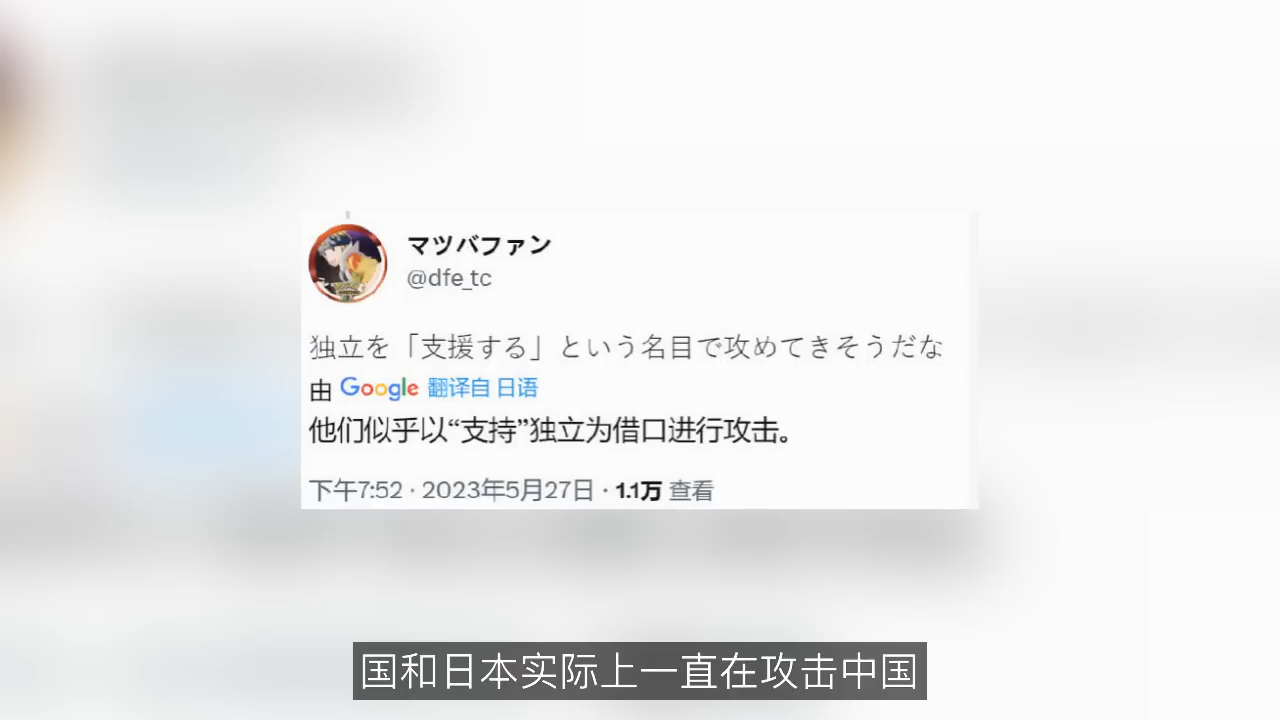 マツバファン
@dfe_tc
独立を「支援する」という名目で攻めてきそうだな
由 Google 翻译自 日语
他们似乎以“支持”独立为借口进行攻击。
下午7:52 · 2023年5月27日 · 1.1万 查看
国和日本实际上一直在攻击中国